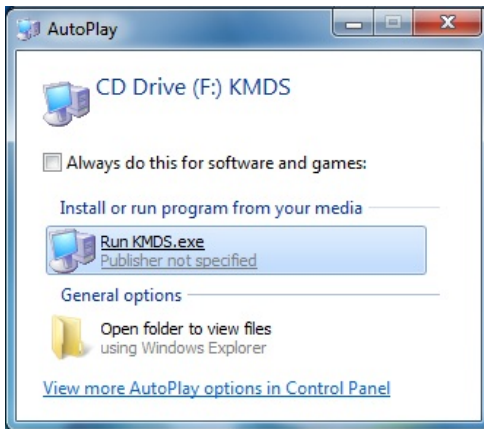 AutoPlay
CD Drive (F:) KMDS
Always do this for software and games:
Install or run program from your media
Run KMDS.exe
Publisher not specified
General options
Open folder to view files
using Windows Explorer
View more AutoPlay options in Control Panel